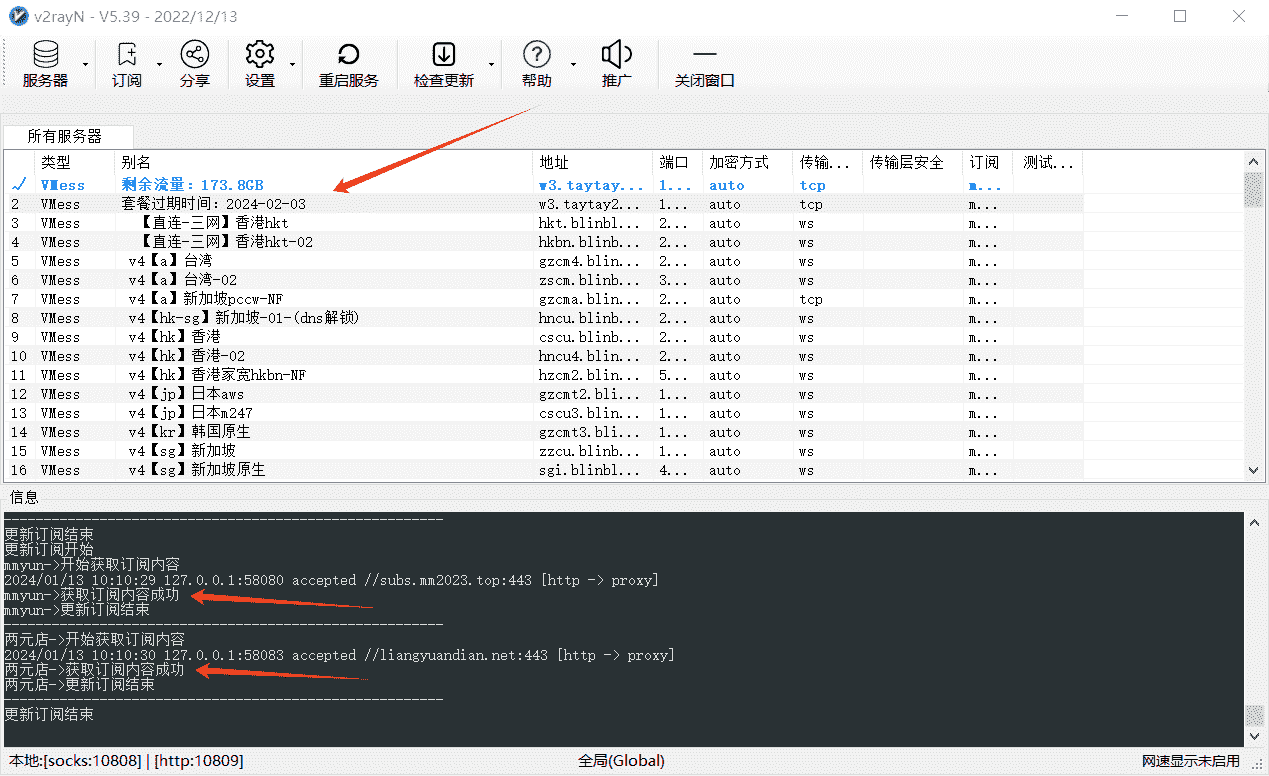 v2rayN - V5.39 - 2022/12/13
服务器 订阅 分享 设置 重启服务 检查更新 帮助 推广 关闭窗口
所有服务器
类型 别名 地址 端口 加密方式 传输... 传输层安全 订阅 测试...
VMess 剩余流量：173.8GB w3.taytay... 1... auto tcp m...
2 VMess 套餐过期时间：2024-02-03 w3.taytay2... 1... auto tcp m...
3 VMess 【直连-三网】香港hkt hkt.blinbl... 2... auto ws m...
4 VMess 【直连-三网】香港hkt-02 hkbn.blinb... 2... auto ws m...
5 VMess v4【a】台湾 gzcm4.blin... 2... auto ws m...
6 VMess v4【a】台湾-02 zscm.blinb... 3... auto ws m...
7 VMess v4【a】新加坡pccw-NF gzcma.blin... 2... auto tcp m...
8 VMess v4【hk-sg】新加坡-01-(dns解锁) hncu.blinb... 2... auto ws m...
9 VMess v4【hk】香港 cscu.blinb... 2... auto ws m...
10 VMess v4【hk】香港-02 hncu4.blin... 2... auto ws m...
11 VMess v4【hk】香港家宽hkbn-NF hzcm2.blin... 5... auto ws m...
12 VMess v4【jp】日本aws gzcmt2.bli... 1... auto ws m...
13 VMess v4【jp】日本m247 cscu3.blin... 1... auto ws m...
14 VMess v4【kr】韩国原生 gzcmt3.bli... 1... auto ws m...
15 VMess v4【sg】新加坡 zzcu.blinb... 1... auto ws m...
16 VMess v4【sg】新加坡原生 sgi.blinbl... 4... auto ws m...
信息
------------------------------------------------------
更新订阅结束
更新订阅开始
mmyun->开始获取订阅内容
2024/01/13 10:10:29 127.0.0.1:58080 accepted //subs.mm2023.top:443 [http -> proxy]
mmyun->获取订阅内容成功
mmyun->更新订阅结束
------------------------------------------------------
两元店->开始获取订阅内容
2024/01/13 10:10:30 127.0.0.1:58083 accepted //liangyuandian.net:443 [http -> proxy]
两元店->获取订阅内容成功
两元店->更新订阅结束
------------------------------------------------------
更新订阅结束
本地:[socks:10808] | [http:10809] 全局(Global) 网速显示未启用